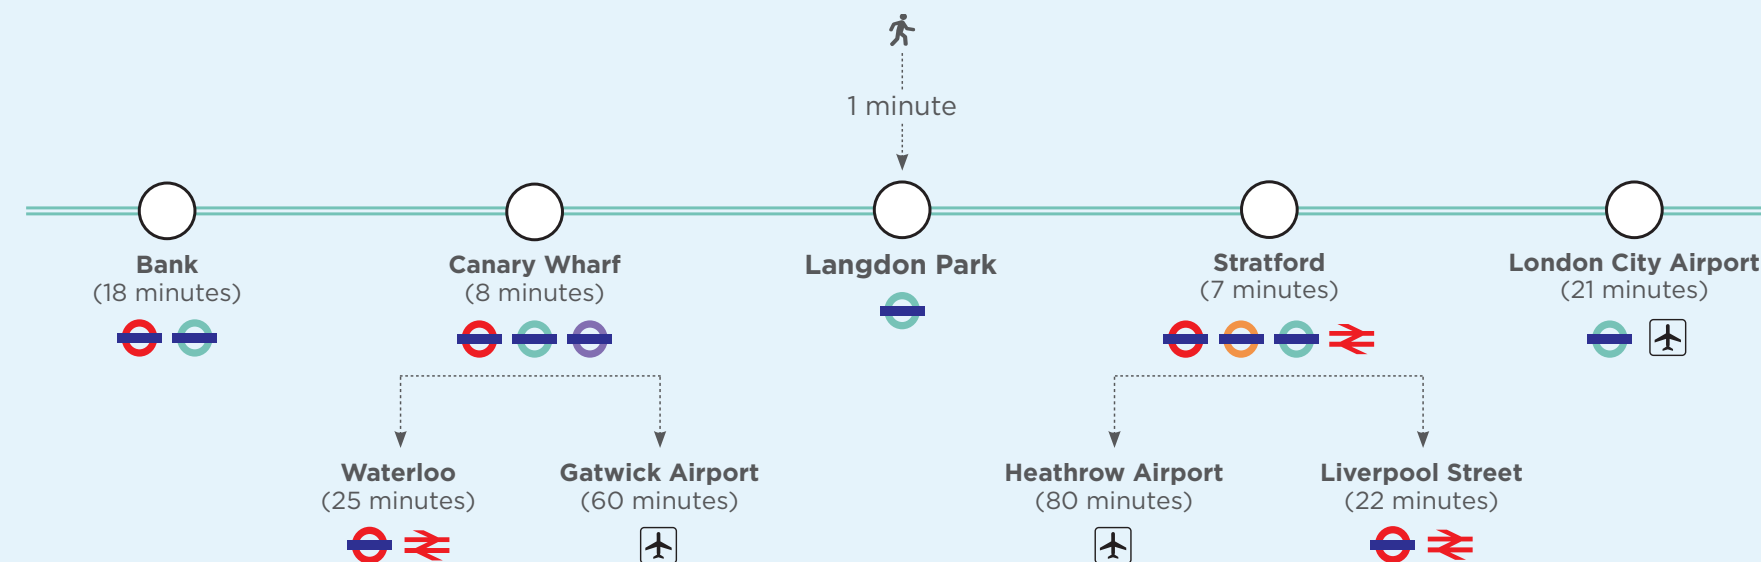 1 minute
Bank
(18 minutes)
Canary Wharf
(8 minutes)
Langdon Park
Stratford
(7 minutes)
London City Airport
(21 minutes)
Waterloo
(25 minutes)
Gatwick Airport
(60 minutes)
Heathrow Airport
(80 minutes)
Liverpool Street
(22 minutes)